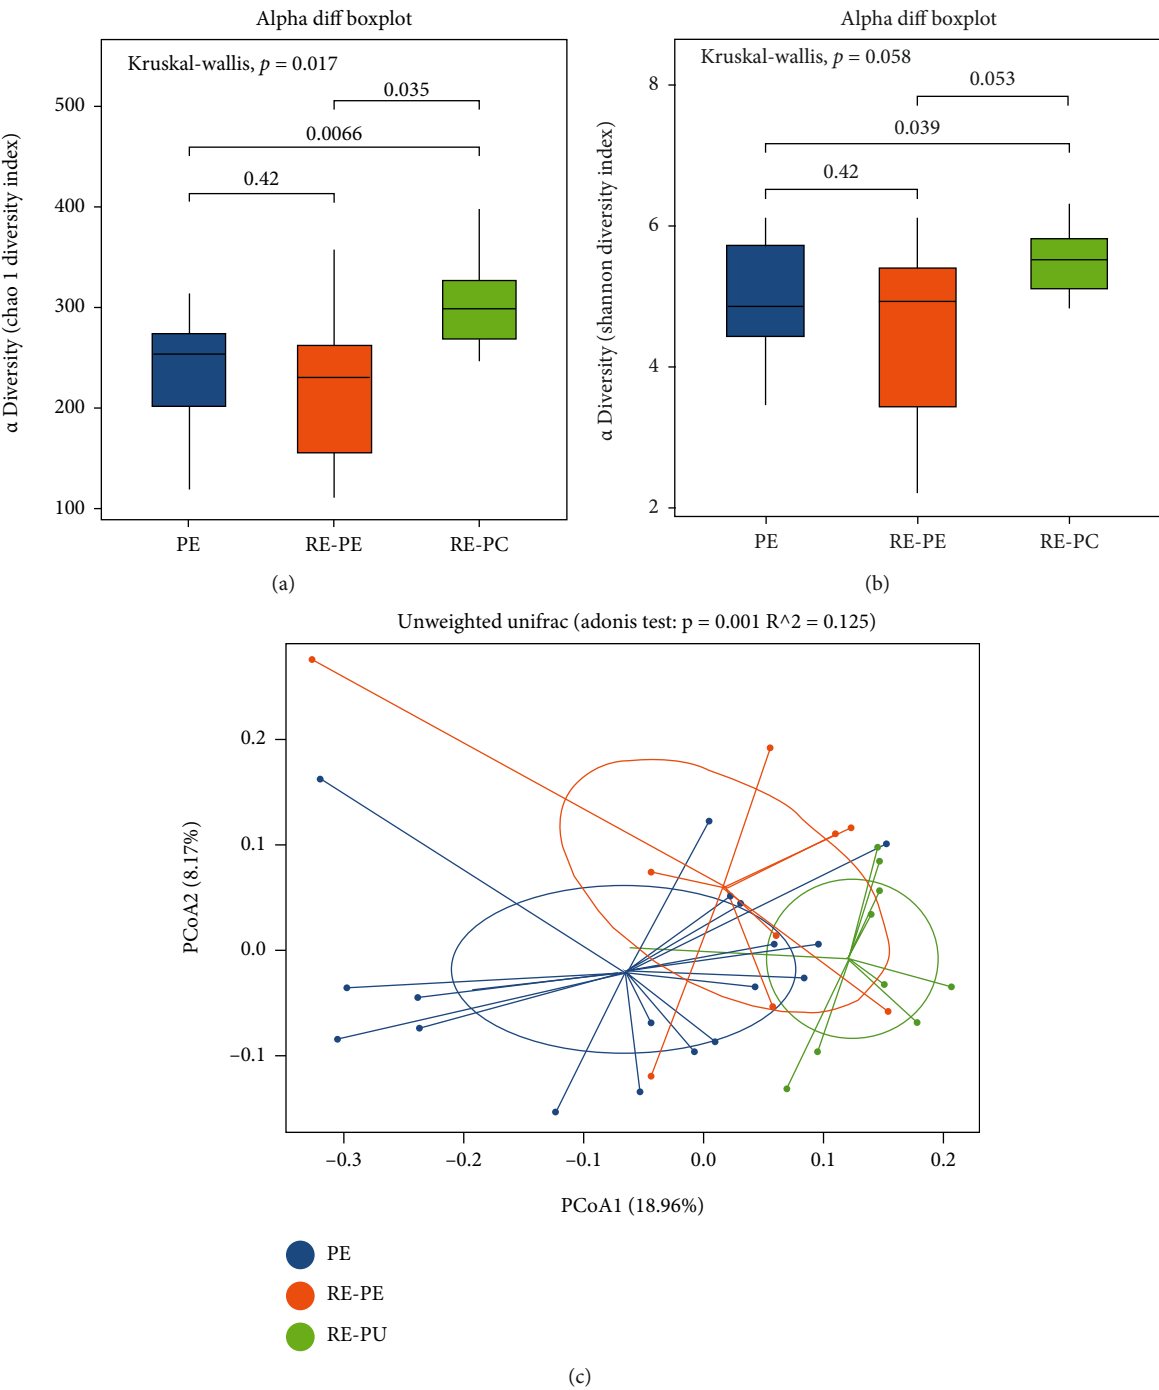 Alpha diff boxplot
Kruskal-wallis, p = 0.017
0.035
0.0066
0.42
500
400
300
200
100
α Diversity (chao 1 diversity index)
PE
RE-PE
RE-PC
(a)
Alpha diff boxplot
Kruskal-wallis, p = 0.058
0.053
0.039
0.42
8
6
4
2
α Diversity (shannon diversity index)
PE
RE-PE
RE-PC
(b)
Unweighted unifrac (adonis test: p = 0.001 R^2 = 0.125)
0.2
0.1
0.0
–0.1
PCoA2 (8.17%)
–0.3
–0.2
–0.1
0.0
0.1
0.2
PCoA1 (18.96%)
PE
RE-PE
RE-PU
(c)